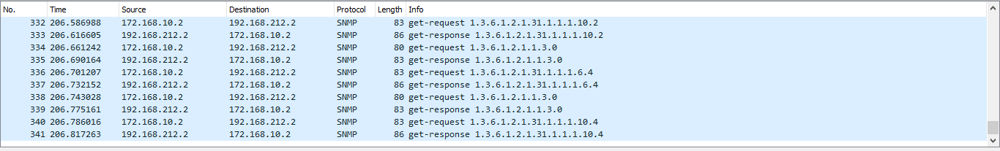 No. Time Source Destination Protocol Length Info
332 206.586988 172.168.10.2 192.168.212.2 SNMP 83 get-request 1.3.6.1.2.1.31.1.1.1.10.2
333 206.616605 192.168.212.2 172.168.10.2 SNMP 86 get-response 1.3.6.1.2.1.31.1.1.1.10.2
334 206.661242 172.168.10.2 192.168.212.2 SNMP 80 get-request 1.3.6.1.2.1.1.3.0
335 206.690164 192.168.212.2 172.168.10.2 SNMP 83 get-response 1.3.6.1.2.1.1.3.0
336 206.701207 172.168.10.2 192.168.212.2 SNMP 83 get-request 1.3.6.1.2.1.31.1.1.1.6.4
337 206.732152 192.168.212.2 172.168.10.2 SNMP 86 get-response 1.3.6.1.2.1.31.1.1.1.6.4
338 206.743028 172.168.10.2 192.168.212.2 SNMP 80 get-request 1.3.6.1.2.1.1.3.0
339 206.775161 192.168.212.2 172.168.10.2 SNMP 83 get-response 1.3.6.1.2.1.1.3.0
340 206.786016 172.168.10.2 192.168.212.2 SNMP 83 get-request 1.3.6.1.2.1.31.1.1.1.10.4
341 206.817263 192.168.212.2 172.168.10.2 SNMP 86 get-response 1.3.6.1.2.1.31.1.1.1.10.4